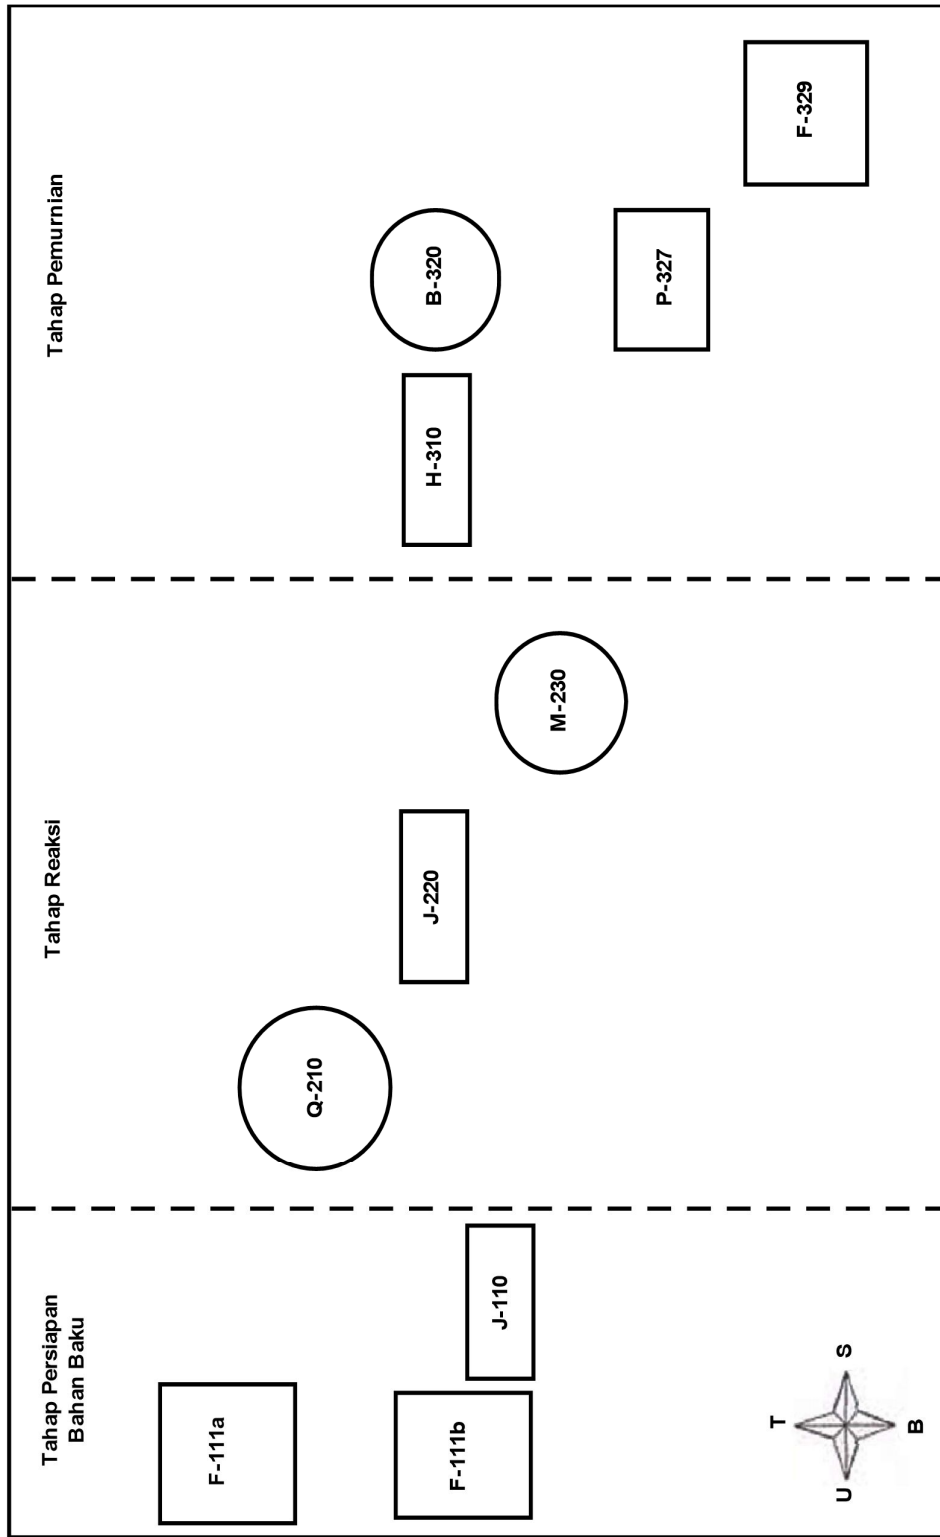 Tahap Persiapan
Bahan Baku
F-111a
F-111b
J-110
Tahap Reaksi
Q-210
J-220
M-230
Tahap Pemurnian
H-310
B-320
P-327
F-329
T
U
S
B